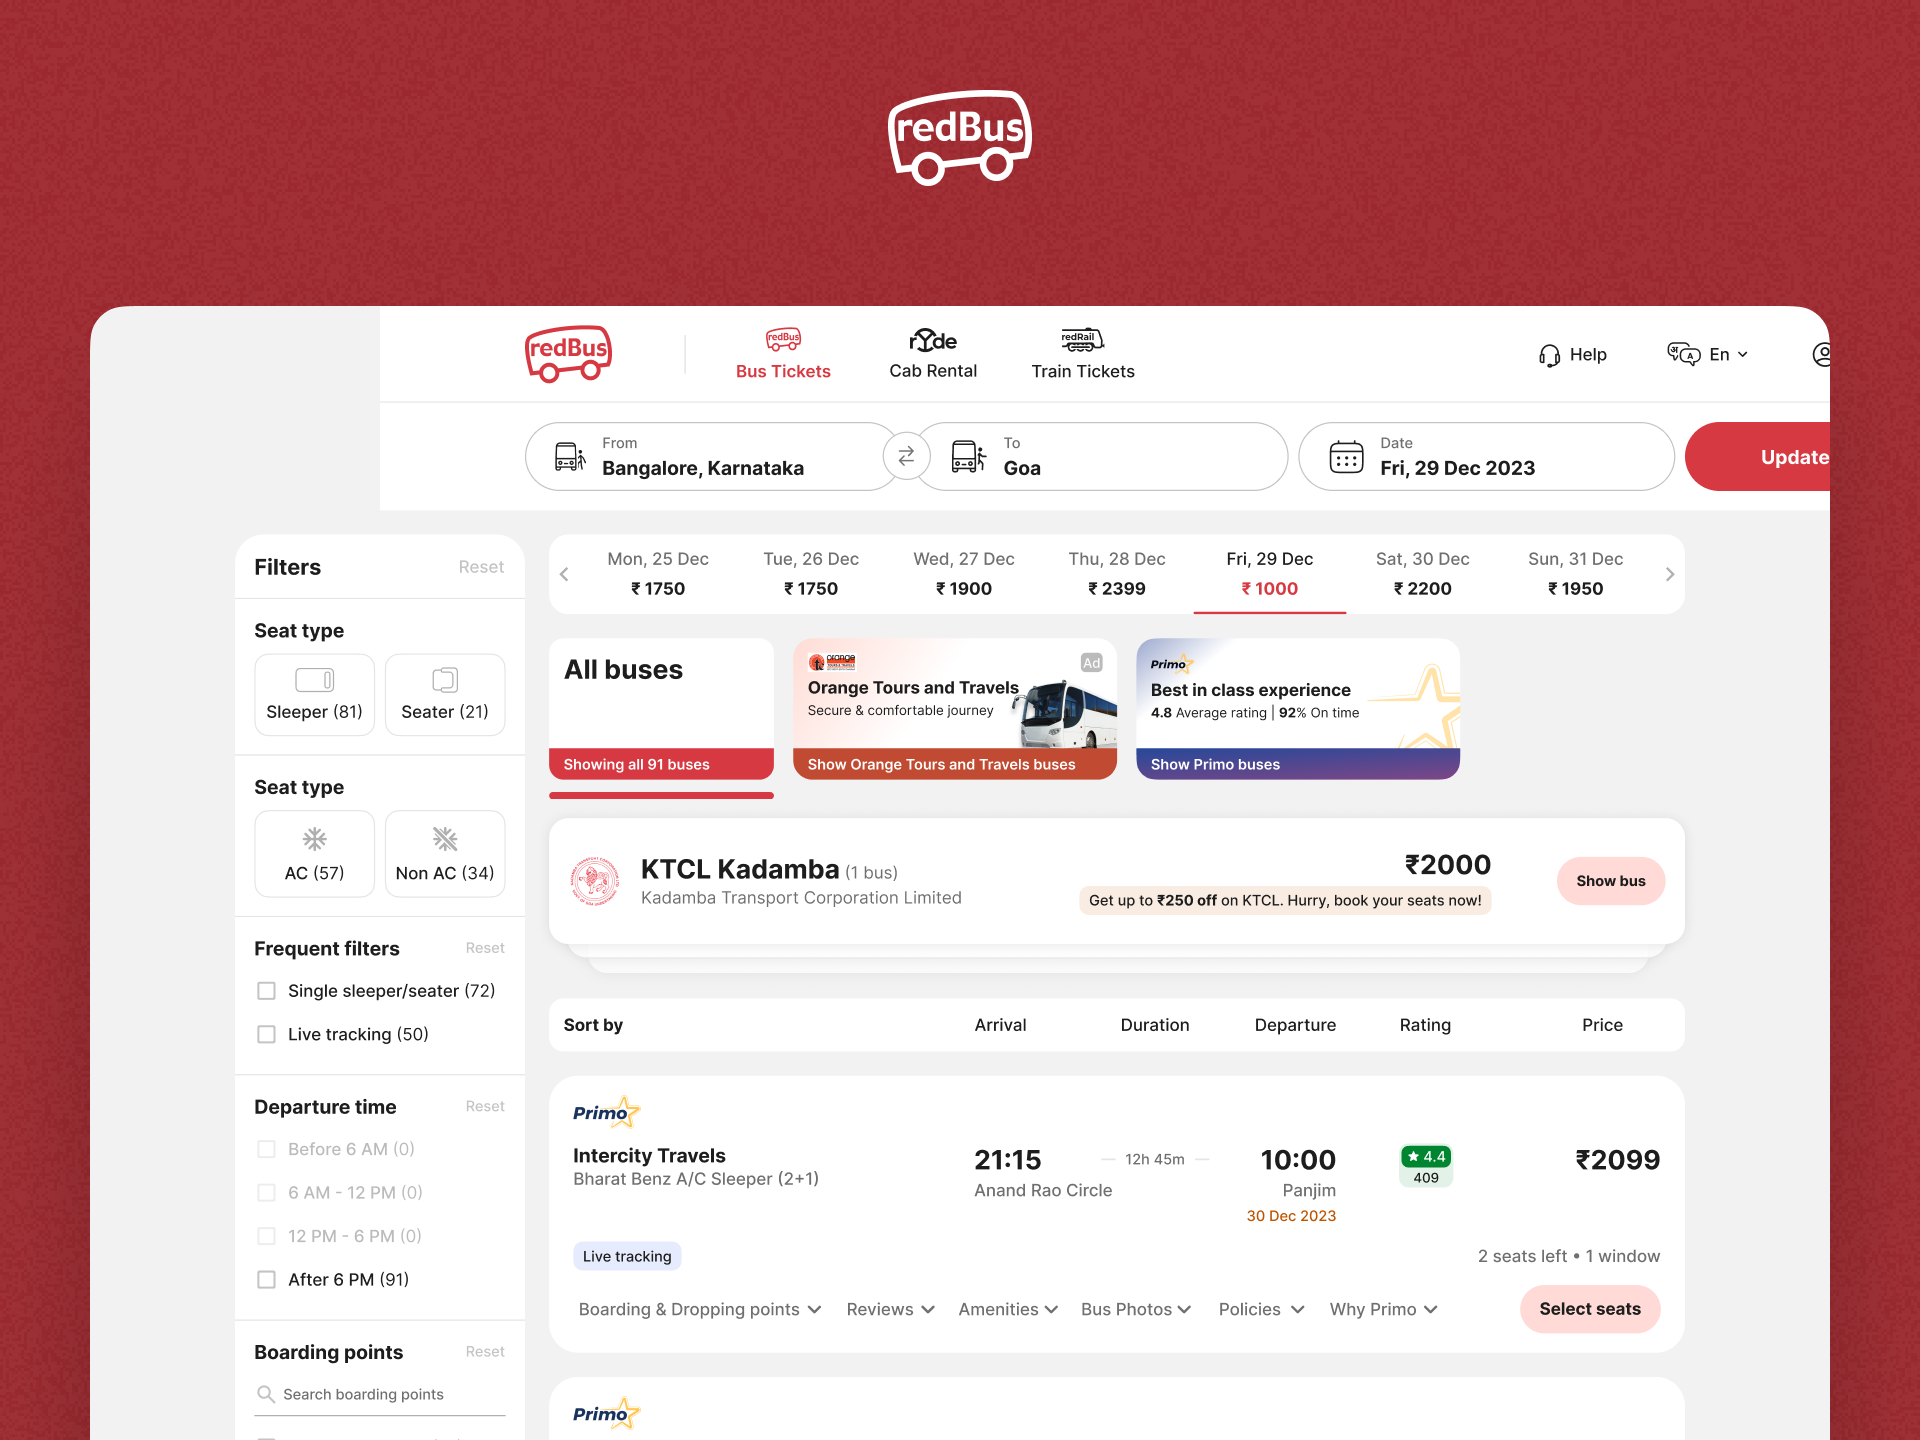 redBus
redBus
redBus
Bus Tickets
ryde
Cab Rental
redRail
Train Tickets
Help
अ A En
From
Bangalore, Karnataka
To
Goa
Date
Fri, 29 Dec 2023
Update
Filters
Reset
Seat type
Sleeper (81)
Seater (21)
Seat type
AC (57)
Non AC (34)
Frequent filters
Reset
Single sleeper/seater (72)
Live tracking (50)
Departure time
Reset
Before 6 AM (0)
6 AM - 12 PM (0)
12 PM - 6 PM (0)
After 6 PM (91)
Boarding points
Reset
Search boarding points
Mon, 25 Dec
₹ 1750
Tue, 26 Dec
₹ 1750
Wed, 27 Dec
₹ 1900
Thu, 28 Dec
₹ 2399
Fri, 29 Dec
₹ 1000
Sat, 30 Dec
₹ 2200
Sun, 31 Dec
₹ 1950
All buses
Showing all 91 buses
orange
Ad
Orange Tours and Travels
Secure & comfortable journey
Show Orange Tours and Travels buses
Primo
Best in class experience
4.8 Average rating | 92% On time
Show Primo buses
KTCL Kadamba (1 bus)
Kadamba Transport Corporation Limited
₹2000
Get up to ₹250 off on KTCL. Hurry, book your seats now!
Show bus
Sort by
Arrival
Duration
Departure
Rating
Price
Primo
Intercity Travels
Bharat Benz A/C Sleeper (2+1)
21:15
Anand Rao Circle
12h 45m
10:00
Panjim
30 Dec 2023
4.4
409
₹2099
Live tracking
2 seats left • 1 window
Boarding & Dropping points
Reviews
Amenities
Bus Photos
Policies
Why Primo
Select seats
Primo